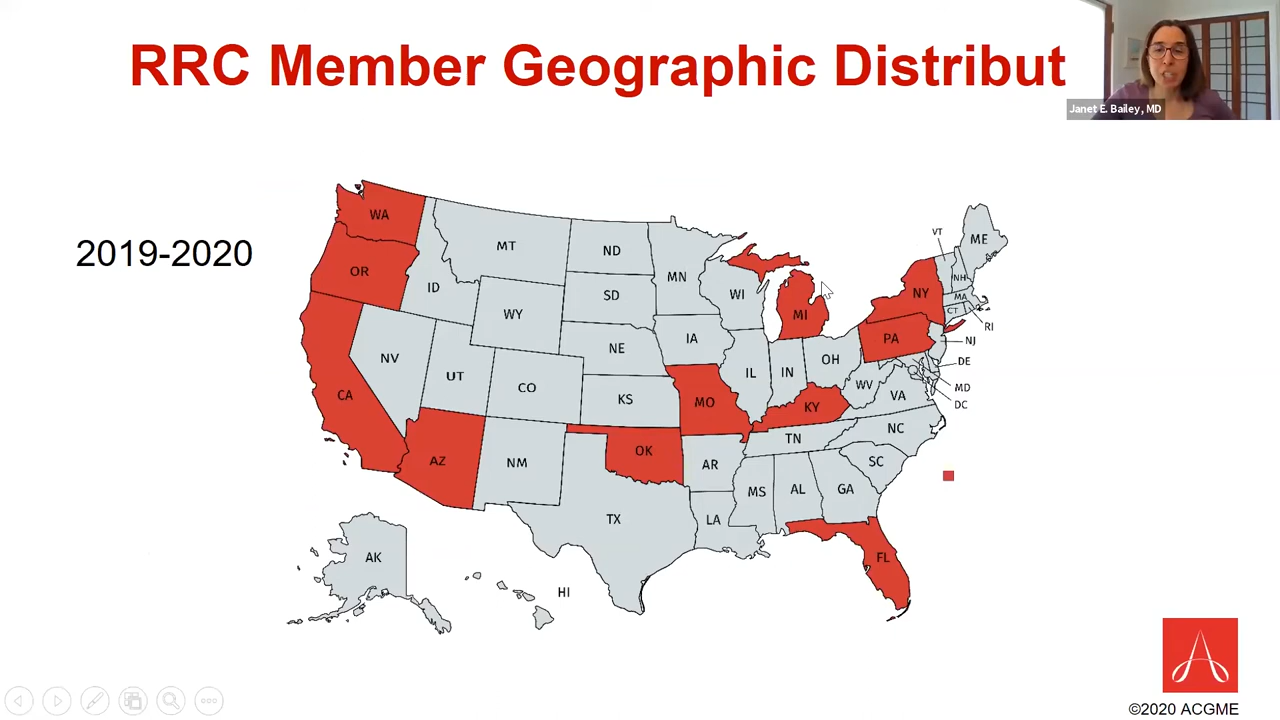 RRC Member Geographic Distribut
Janet E. Bailey, MD
2019-2020
WA
OR
CA
NV
ID
MT
WY
UT
AZ
CO
NM
ND
SD
NE
KS
OK
TX
MN
IA
MO
AR
LA
WI
IL
MI
IN
OH
KY
TN
MS
AL
GA
FL
SC
NC
VA
WV
PA
NY
VT
NH
ME
MA
CT
RI
NJ
DE
MD
DC
AK
HI
©2020 ACGME